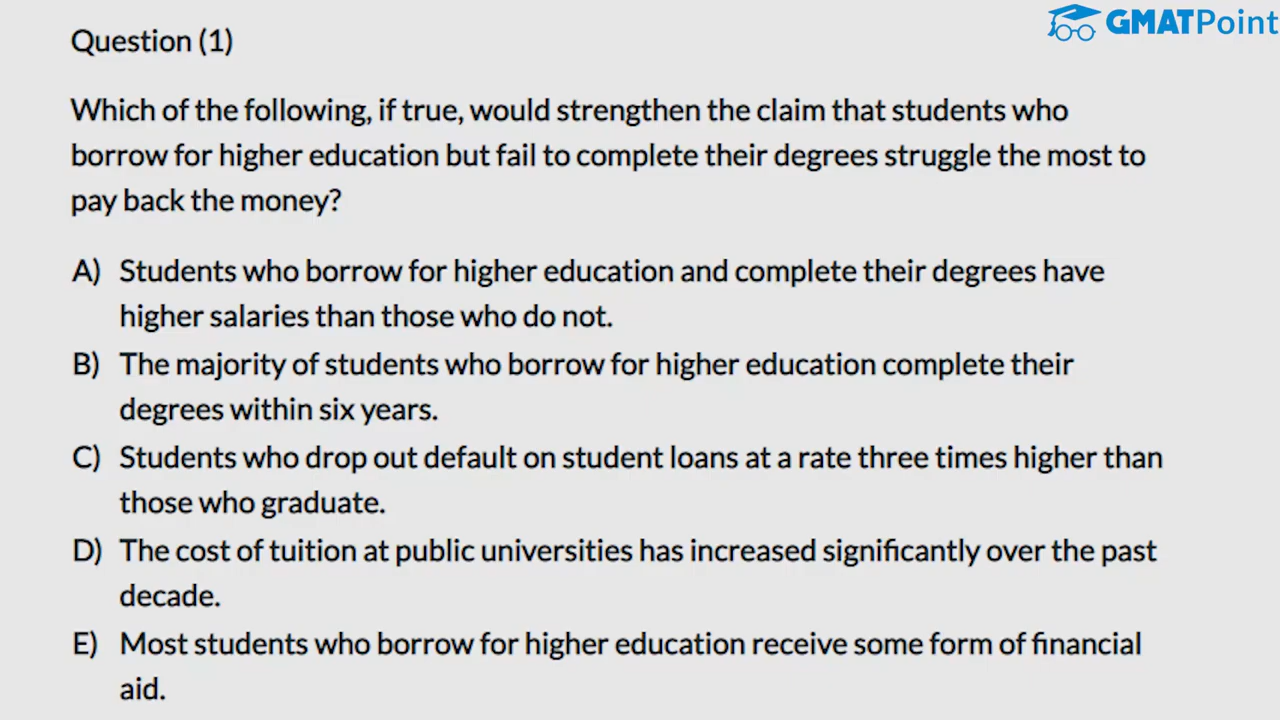 GMATPoint
Question (1)
Which of the following, if true, would strengthen the claim that students who
borrow for higher education but fail to complete their degrees struggle the most to
pay back the money?
A) Students who borrow for higher education and complete their degrees have
higher salaries than those who do not.
B) The majority of students who borrow for higher education complete their
degrees within six years.
C) Students who drop out default on student loans at a rate three times higher than
those who graduate.
D) The cost of tuition at public universities has increased significantly over the past
decade.
E) Most students who borrow for higher education receive some form of financial
aid.